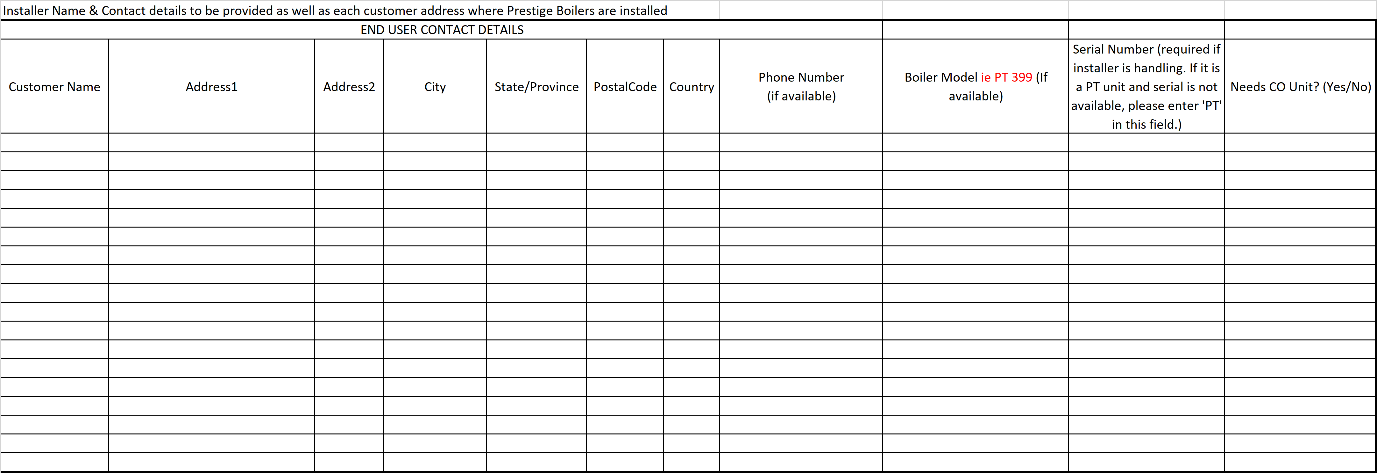 Installer Name & Contact details to be provided as well as each customer address where Prestige Boilers are installed
END USER CONTACT DETAILS
Customer Name
Address1
Address2
City
State/Province
PostalCode
Country
Phone Number
(if available)
Boiler Model ie PT 399 (If
available)
Serial Number (required if
installer is handling. If it is
a PT unit and serial is not
available, please enter 'PT'
in this field.)
Needs CO Unit? (Yes/No)